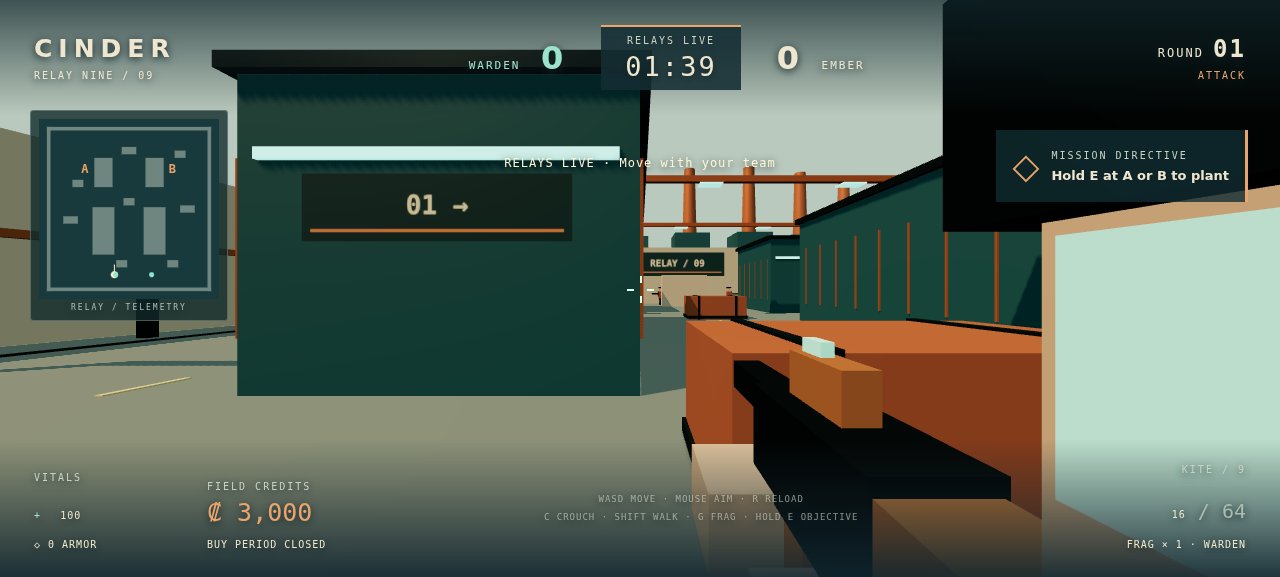 CINDER
RELAY NINE / 09
WARDEN 0
RELAYS LIVE
01:39
0 EMBER
ROUND 01
ATTACK
A B
RELAY / TELEMETRY
MISSION DIRECTIVE
Hold E at A or B to plant
RELAYS LIVE · Move with your team
01 →
RELAY / 09
VITALS
+ 100
◇ 0 ARMOR
FIELD CREDITS
₡ 3,000
BUY PERIOD CLOSED
WASD MOVE · MOUSE AIM · R RELOAD
C CROUCH · SHIFT WALK · G FRAG · HOLD E OBJECTIVE
KITE / 9
16 / 64
FRAG × 1 · WARDEN